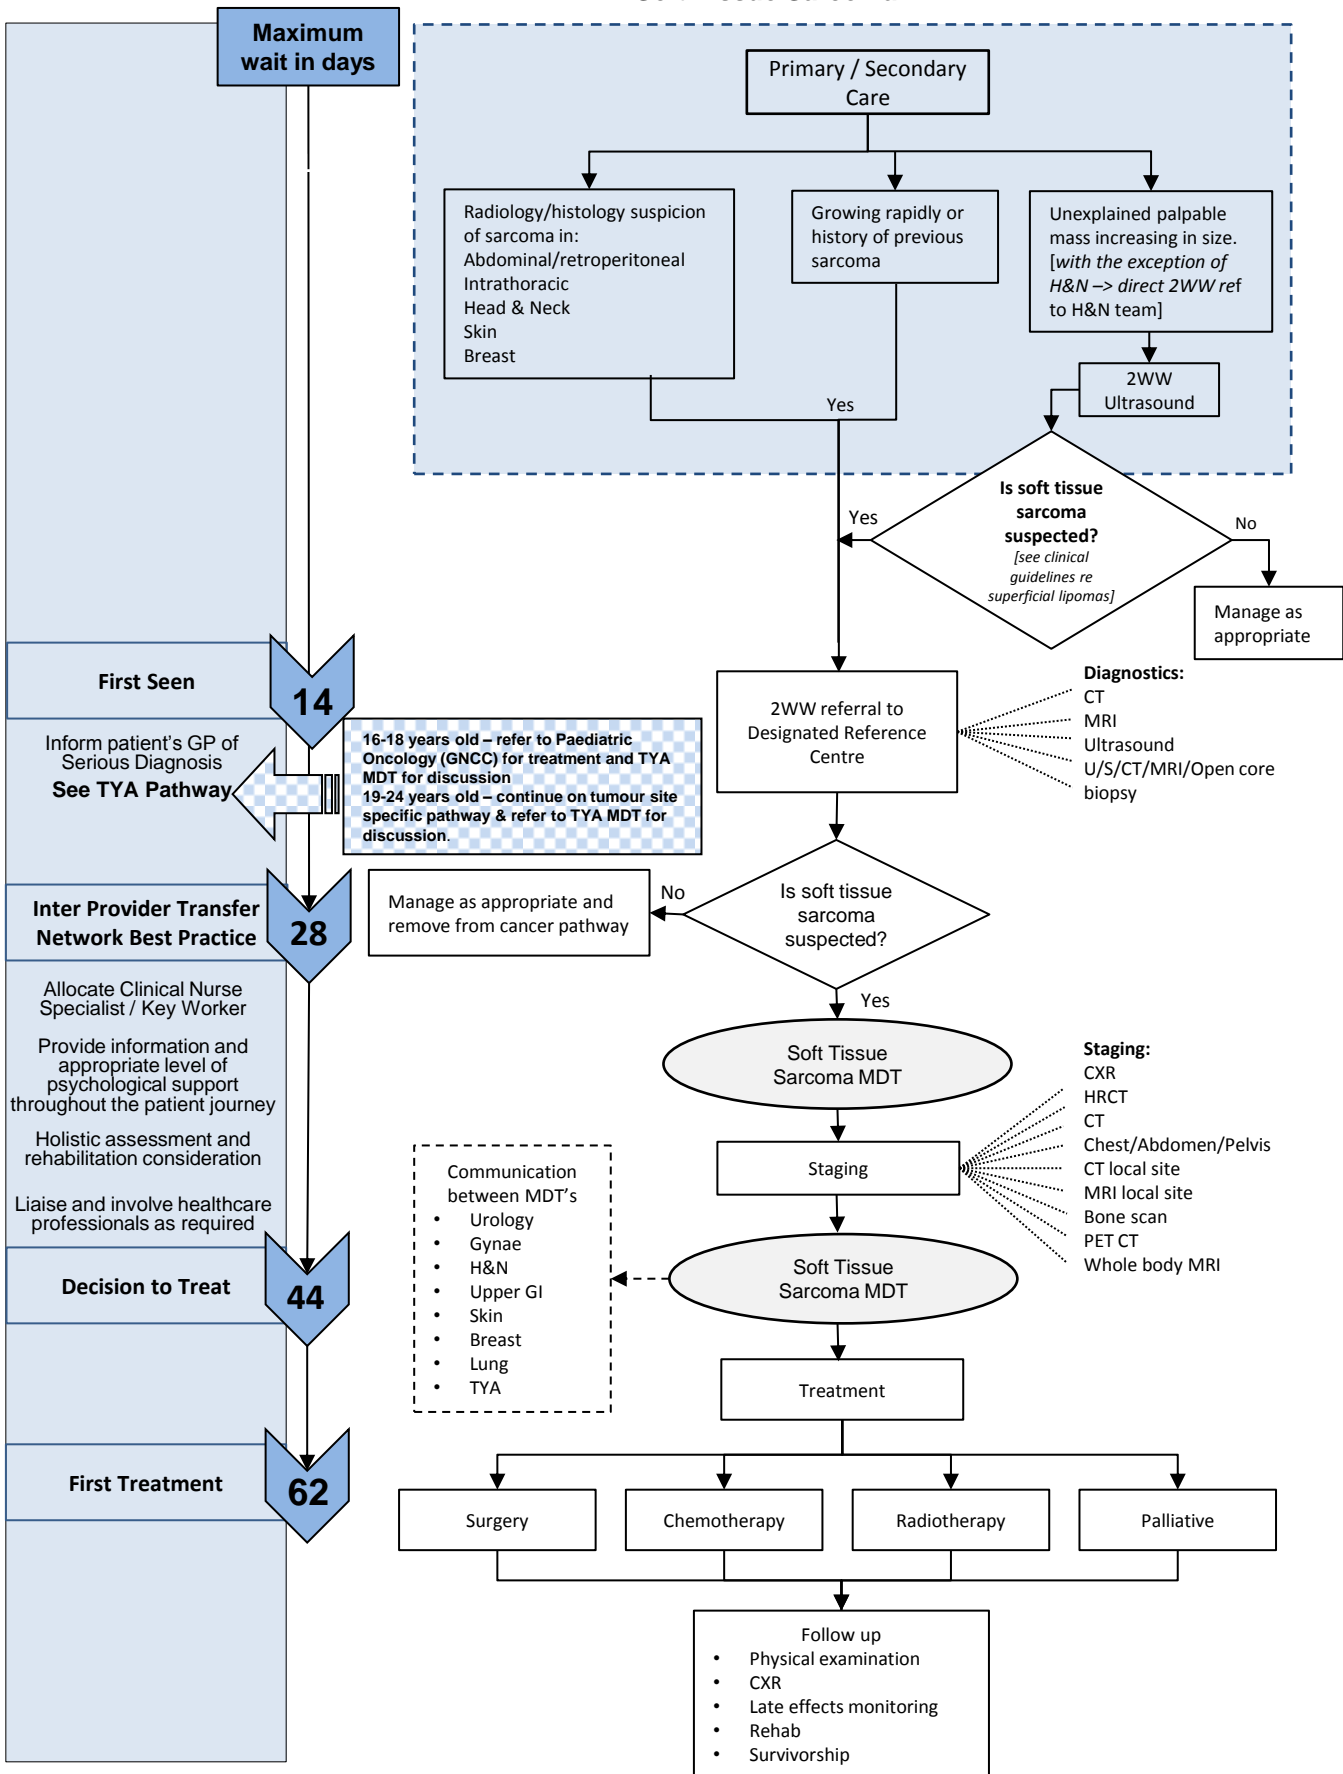 Maximum
wait in days
Primary / Secondary
Care
Radiology/histology suspicion
of sarcoma in:
Abdominal/retroperitoneal
Intrathoracic
Head & Neck
Skin
Breast
Growing rapidly or
history of previous
sarcoma
Unexplained palpable
mass increasing in size.
[with the exception of
H&N –> direct 2WW ref
to H&N team]
2WW
Ultrasound
Yes
Is soft tissue
sarcoma
suspected?
[see clinical
guidelines re
superficial lipomas]
Yes
No
Manage as
appropriate
First Seen
14
2WW referral to
Designated Reference
Centre
Diagnostics:
CT
MRI
Ultrasound
U/S/CT/MRI/Open core
biopsy
Inform patient's GP of
Serious Diagnosis
See TYA Pathway
16-18 years old – refer to Paediatric
Oncology (GNCC) for treatment and TYA
MDT for discussion
19-24 years old – continue on tumour site
specific pathway & refer to TYA MDT for
discussion.
Inter Provider Transfer
Network Best Practice
28
Manage as appropriate and
remove from cancer pathway
No
Is soft tissue
sarcoma
suspected?
Yes
Allocate Clinical Nurse
Specialist / Key Worker
Provide information and
appropriate level of
psychological support
throughout the patient journey
Holistic assessment and
rehabilitation consideration
Liaise and involve healthcare
professionals as required
Soft Tissue
Sarcoma MDT
Staging
Staging:
CXR
HRCT
CT
Chest/Abdomen/Pelvis
CT local site
MRI local site
Bone scan
PET CT
Whole body MRI
Communication
between MDT's
• Urology
• Gynae
• H&N
• Upper GI
• Skin
• Breast
• Lung
• TYA
Soft Tissue
Sarcoma MDT
Decision to Treat
44
Treatment
First Treatment
62
Surgery
Chemotherapy
Radiotherapy
Palliative
Follow up
• Physical examination
• CXR
• Late effects monitoring
• Rehab
• Survivorship